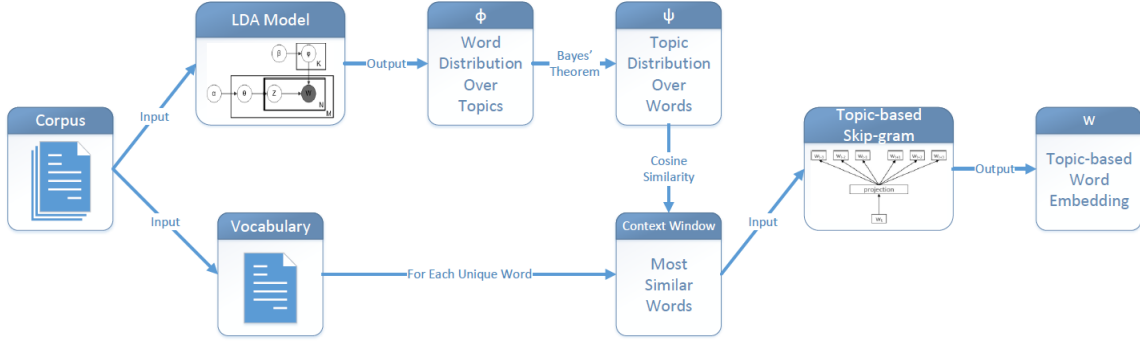 LDA Model
β
φ
K
α
θ
Z
W
N
M
Output
ϕ
Word
Distribution
Over
Topics
Bayes'
Theorem
ψ
Topic
Distribution
Over
Words
Corpus
Input
Input
Cosine
Similarity
Vocabulary
For Each Unique Word
Context Window
Most
Similar
Words
Input
Topic-based
Skip-gram
projection
Output
W
Topic-based
Word
Embedding